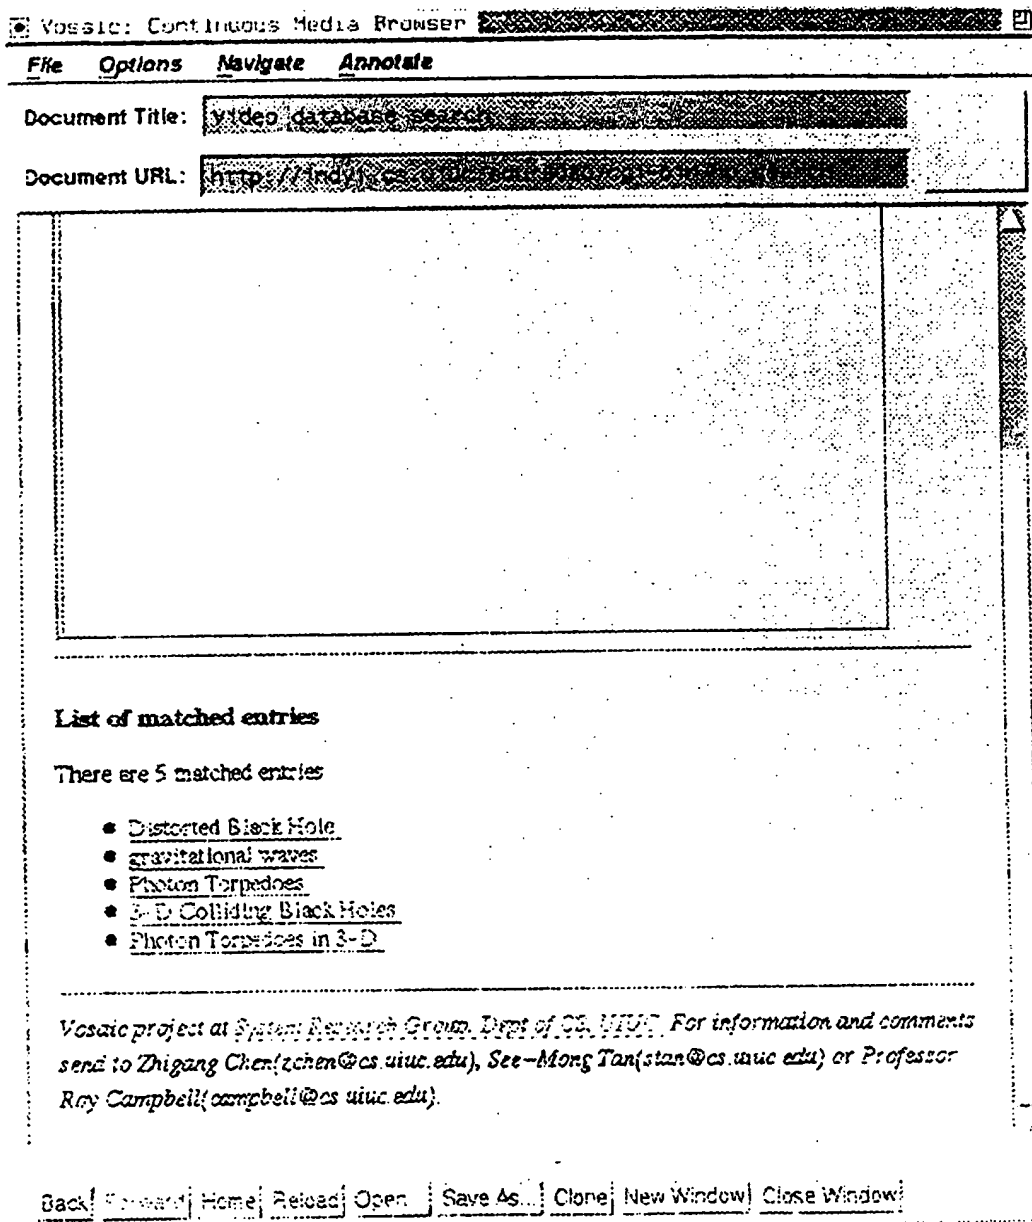 Vosaic: Continuous Media Browser
File Options Navigate Annotate
Document Title: video database search
Document URL:
List of matched entries
There are 5 matched entries
Distorted Black Hole
gravitational waves
Photon Torpedoes
3-D Colliding Black Holes
Photon Torpedoes in 3-D
Vosaic project at System Research Group, Dept of CS, UIUC. For information and comments
send to Zhigang Chen(zchen@cs.uiuc.edu), See-Mong Tan(stan@cs.uiuc.edu) or Professor
Roy Campbell(campbell@cs.uiuc.edu).
Back Forward Home Reload Open... Save As... Clone New Window Close Window